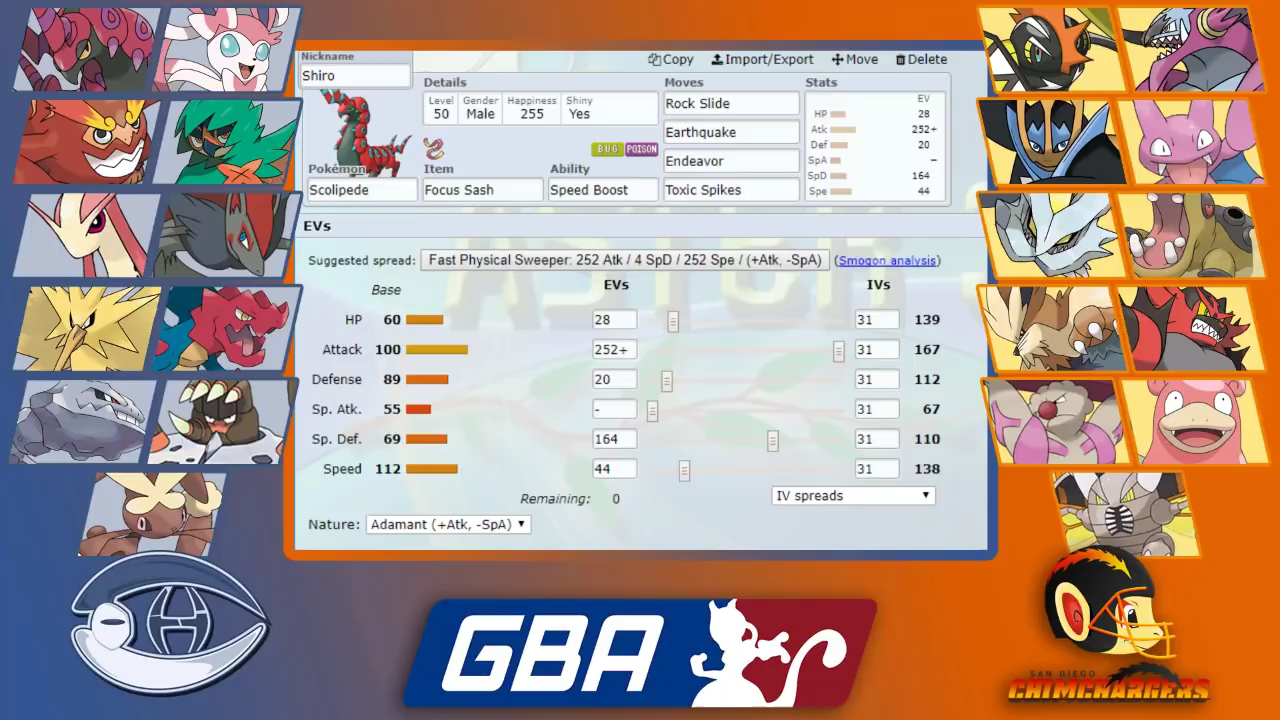 Nickname
Shiro
Copy Import/Export Move Delete
Details
Level Gender Happiness Shiny
50 Male 255 Yes
BUG POISON
Pokémon Item Ability
Scolipede Focus Sash Speed Boost
Moves
Rock Slide
Earthquake
Endeavor
Toxic Spikes
Stats
EV
HP 28
Atk 252+
Def 20
SpA –
SpD 164
Spe 44
EVs
Suggested spread: Fast Physical Sweeper: 252 Atk / 4 SpD / 252 Spe / (+Atk, -SpA) (Smogon analysis)
Base EVs IVs
HP 60 28 31 139
Attack 100 252+ 31 167
Defense 89 20 31 112
Sp. Atk. 55 - 31 67
Sp. Def. 69 164 31 110
Speed 112 44 31 138
Remaining: 0 IV spreads
Nature: Adamant (+Atk, -SpA)
GBA
SAN DIEGO
CHIMCHARGERS